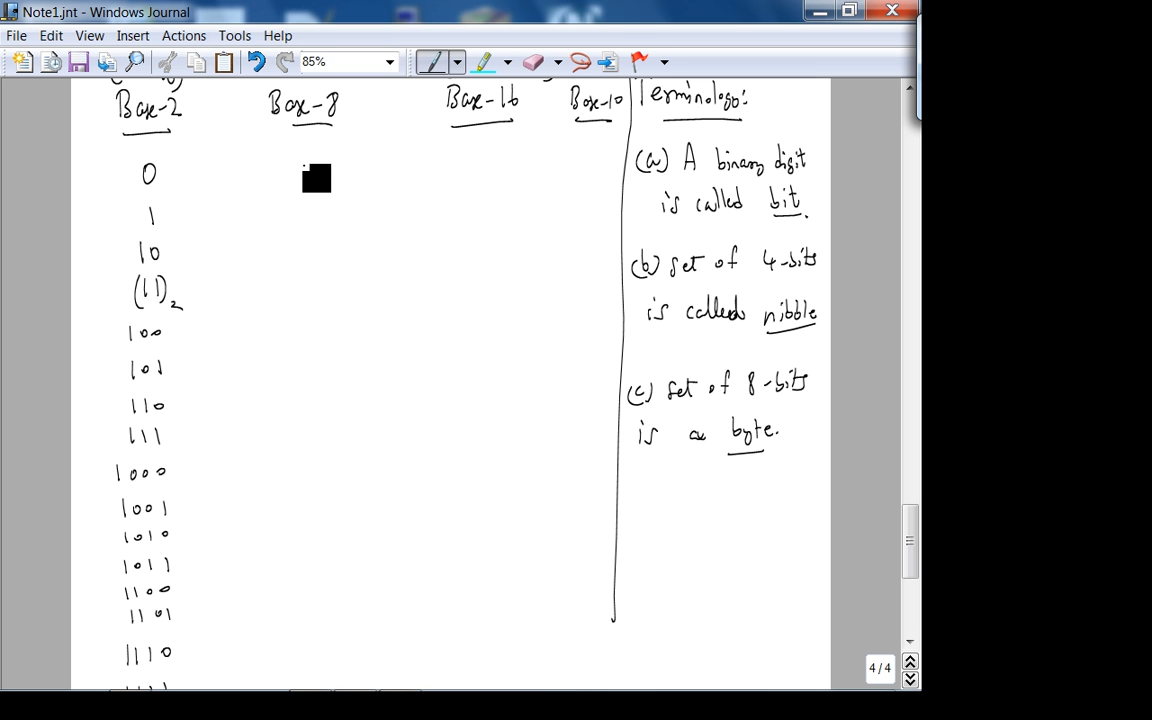 Note1.jnt - Windows Journal
File Edit View Insert Actions Tools Help
85%
Base-2 Base-8 Base-16 Base-10 Terminology:
0
1
10
(11)2
100
101
110
111
1000
1001
1010
1011
1100
1101
1110
1111
(a) A binary digit
is called bit.
(b) set of 4-bits
is called nibble
(c) set of 8-bits
is a byte.
4 / 4